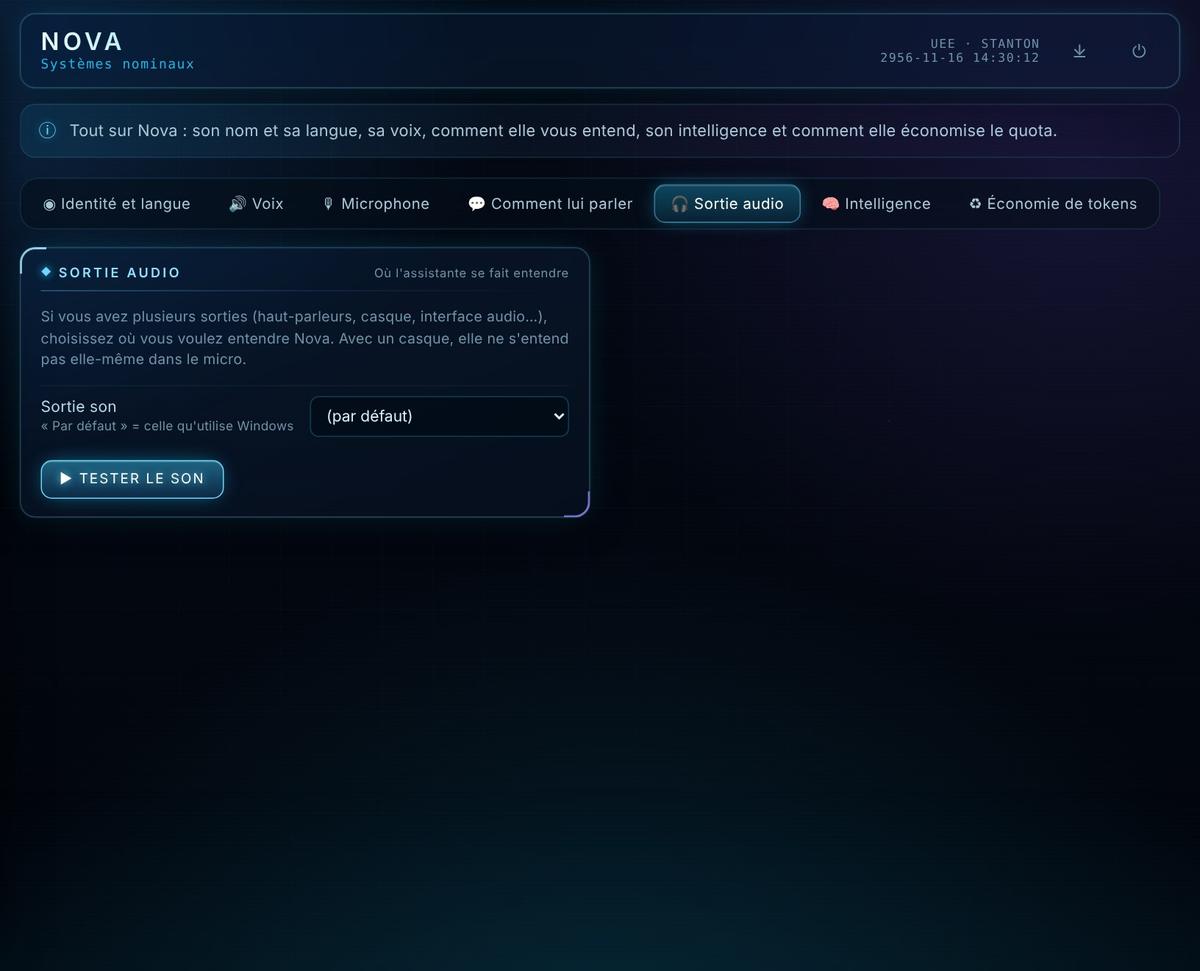 NOVA
Systèmes nominaux
UEE · STANTON
2956-11-16 14:30:12
Tout sur Nova : son nom et sa langue, sa voix, comment elle vous entend, son intelligence et comment elle économise le quota.
Identité et langue
Voix
Microphone
Comment lui parler
Sortie audio
Intelligence
Économie de tokens
SORTIE AUDIO
Où l'assistante se fait entendre
Si vous avez plusieurs sorties (haut-parleurs, casque, interface audio…),
choisissez où vous voulez entendre Nova. Avec un casque, elle ne s'entend
pas elle-même dans le micro.
Sortie son
« Par défaut » = celle qu'utilise Windows
(par défaut)
TESTER LE SON